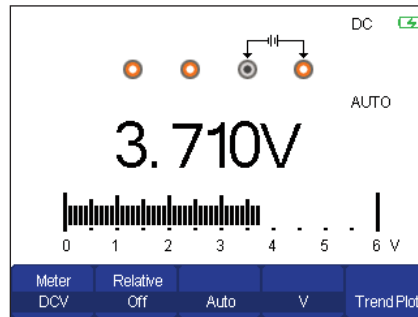 DC
AUTO
3.710V
0 1 2 3 4 5 6 V
Meter Relative
DCV Off Auto V Trend Plot